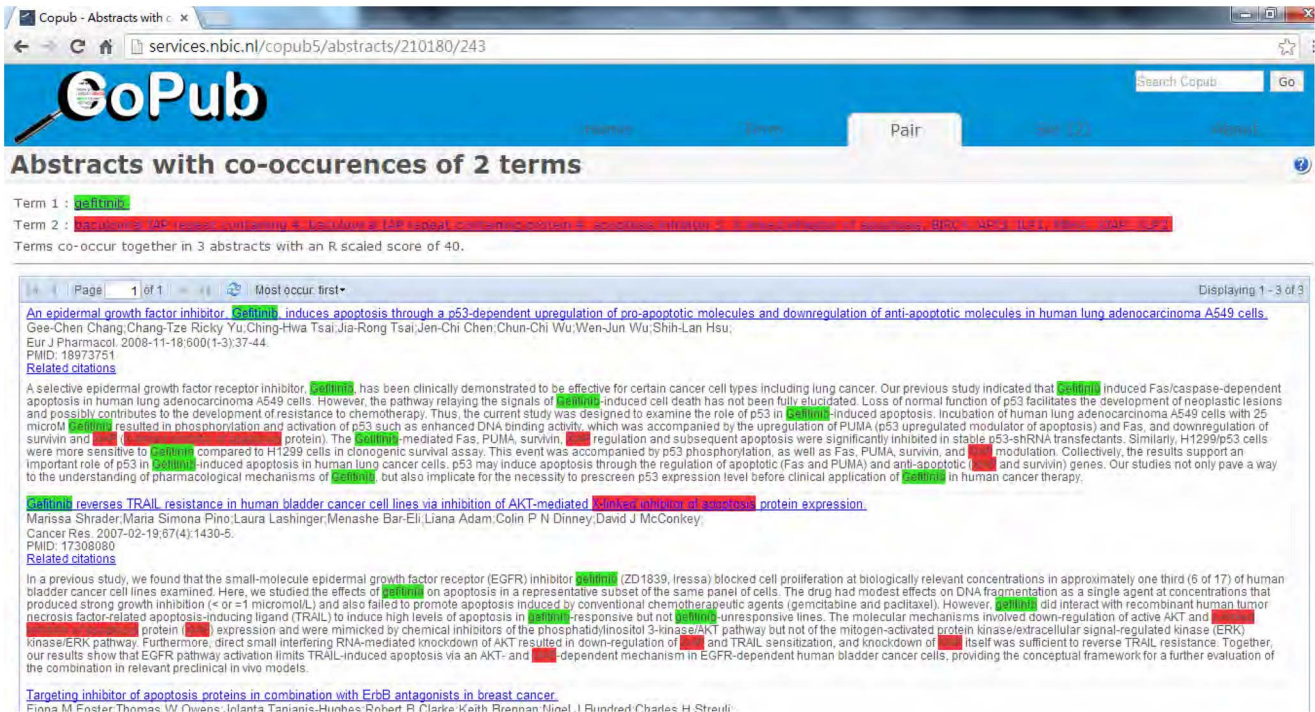 Copub - Abstracts with c
services.nbic.nl/copub5/abstracts/210180/243
CoPub
Search Copub
Go
Pair
Abstracts with co-occurences of 2 terms
Term 1 : gefitinib
Term 2 :
Terms co-occur together in 3 abstracts with an R scaled score of 40.
Page 1 of 1 Most occur. first Displaying 1 - 3 of 3
An epidermal growth factor inhibitor, Gefitinib, induces apoptosis through a p53-dependent upregulation of pro-apoptotic molecules and downregulation of anti-apoptotic molecules in human lung adenocarcinoma A549 cells.
Gee-Chen Chang;Chang-Tze Ricky Yu;Ching-Hwa Tsai;Jia-Rong Tsai;Jen-Chi Chen;Chun-Chi Wu;Wen-Jun Wu;Shih-Lan Hsu;
Eur J Pharmacol. 2008-11-18;600(1-3):37-44.
PMID: 18973751
Related citations
A selective epidermal growth factor receptor inhibitor, Gefitinib, has been clinically demonstrated to be effective for certain cancer cell types including lung cancer. Our previous study indicated that Gefitinib induced Fas/caspase-dependent
apoptosis in human lung adenocarcinoma A549 cells. However, the pathway relaying the signals of Gefitinib-induced cell death has not been fully elucidated. Loss of normal function of p53 facilitates the development of neoplastic lesions
and possibly contributes to the development of resistance to chemotherapy. Thus, the current study was designed to examine the role of p53 in Gefitinib-induced apoptosis. Incubation of human lung adenocarcinoma A549 cells with 25
microM Gefitinib resulted in phosphorylation and activation of p53 such as enhanced DNA binding activity, which was accompanied by the upregulation of PUMA (p53 upregulated modulator of apoptosis) and Fas, and downregulation of
survivin and ( protein). The Gefitinib-mediated Fas, PUMA, survivin, regulation and subsequent apoptosis were significantly inhibited in stable p53-shRNA transfectants. Similarly, H1299/p53 cells
were more sensitive to Gefitinib compared to H1299 cells in clonogenic survival assay. This event was accompanied by p53 phosphorylation, as well as Fas, PUMA, survivin, and modulation. Collectively, the results support an
important role of p53 in Gefitinib-induced apoptosis in human lung cancer cells. p53 may induce apoptosis through the regulation of apoptotic (Fas and PUMA) and anti-apoptotic ( and survivin) genes. Our studies not only pave a way
to the understanding of pharmacological mechanisms of Gefitinib, but also implicate for the necessity to prescreen p53 expression level before clinical application of Gefitinib in human cancer therapy.
Gefitinib reverses TRAIL resistance in human bladder cancer cell lines via inhibition of AKT-mediated X-linked inhibitor of apoptosis protein expression.
Marissa Shrader;Maria Simona Pino;Laura Lashinger;Menashe Bar-Eli;Liana Adam;Colin P N Dinney;David J McConkey;
Cancer Res. 2007-02-19;67(4):1430-5.
PMID: 17308080
Related citations
In a previous study, we found that the small-molecule epidermal growth factor receptor (EGFR) inhibitor gefitinib (ZD1839, Iressa) blocked cell proliferation at biologically relevant concentrations in approximately one third (6 of 17) of human
bladder cancer cell lines examined. Here, we studied the effects of gefitinib on apoptosis in a representative subset of the same panel of cells. The drug had modest effects on DNA fragmentation as a single agent at concentrations that
produced strong growth inhibition (< or =1 micromol/L) and also failed to promote apoptosis induced by conventional chemotherapeutic agents (gemcitabine and paclitaxel). However, gefitinib did interact with recombinant human tumor
necrosis factor-related apoptosis-inducing ligand (TRAIL) to induce high levels of apoptosis in gefitinib-responsive but not gefitinib-unresponsive lines. The molecular mechanisms involved down-regulation of active AKT and
protein ( ) expression and were mimicked by chemical inhibitors of the phosphatidylinositol 3-kinase/AKT pathway but not of the mitogen-activated protein kinase/extracellular signal-regulated kinase (ERK)
kinase/ERK pathway. Furthermore, direct small interfering RNA-mediated knockdown of AKT resulted in down-regulation of and TRAIL sensitization, and knockdown of itself was sufficient to reverse TRAIL resistance. Together,
our results show that EGFR pathway activation limits TRAIL-induced apoptosis via an AKT- and -dependent mechanism in EGFR-dependent human bladder cancer cells, providing the conceptual framework for a further evaluation of
the combination in relevant preclinical in vivo models.
Targeting inhibitor of apoptosis proteins in combination with ErbB antagonists in breast cancer.
Fiona M Foster;Thomas W Owens;Jolanta Tanianis-Hughes;Robert B Clarke;Keith Brennan;Nigel J Bundred;Charles H Streuli;